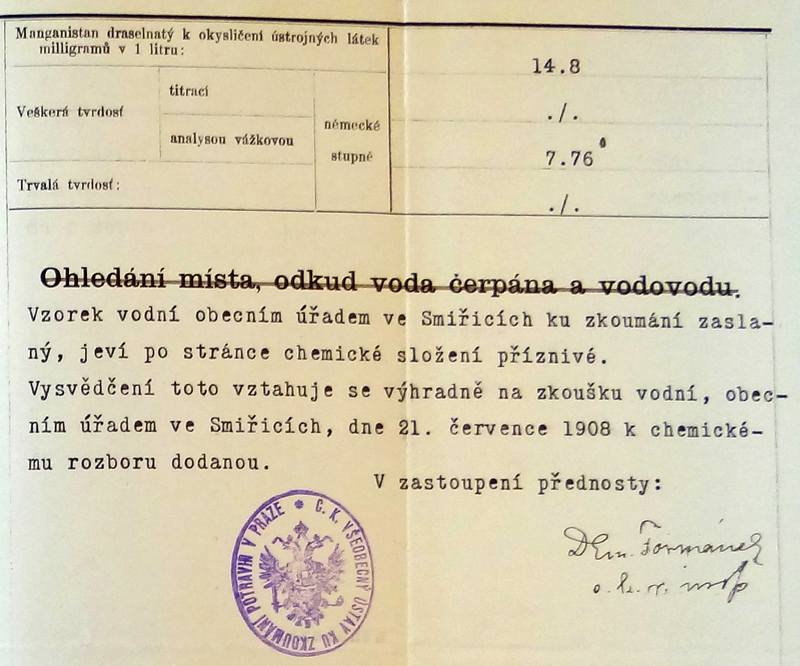 Manganistan draselnatý k okysličení ústrojných látek
milligramů v 1 litru:
14.8
Veškerá tvrdosť
titrací
./.
analysou vážkovou
německé
stupně
7.76°
Trvalá tvrdosť:
./.
Ohledání místa, odkud voda čerpána a vodovodu.
Vzorek vodní obecním úřadem ve Smiřicích ku zkoumání zasla-
ný, jeví po stránce chemické složení příznivé.
Vysvědčení toto vztahuje se výhradně na zkoušku vodní, obec-
ním úřadem ve Smiřicích, dne 21. července 1908 k chemické-
mu rozboru dodanou.
V zastoupení přednosty:
C. K. VŠEOBECNÝ ÚSTAV KU ZKOUMÁNÍ POTRAVIN V PRAZE
Formánek